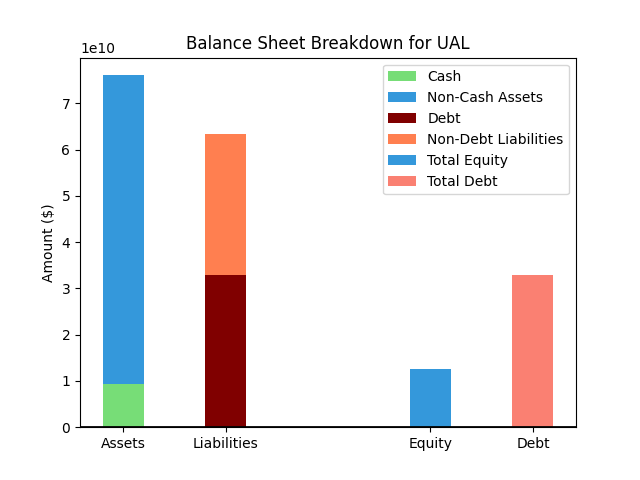 Balance Sheet Breakdown for UAL
1e10
Cash
Non-Cash Assets
Debt
Non-Debt Liabilities
Total Equity
Total Debt
7
6
5
4
3
2
1
0
Amount ($)
Assets Liabilities Equity Debt